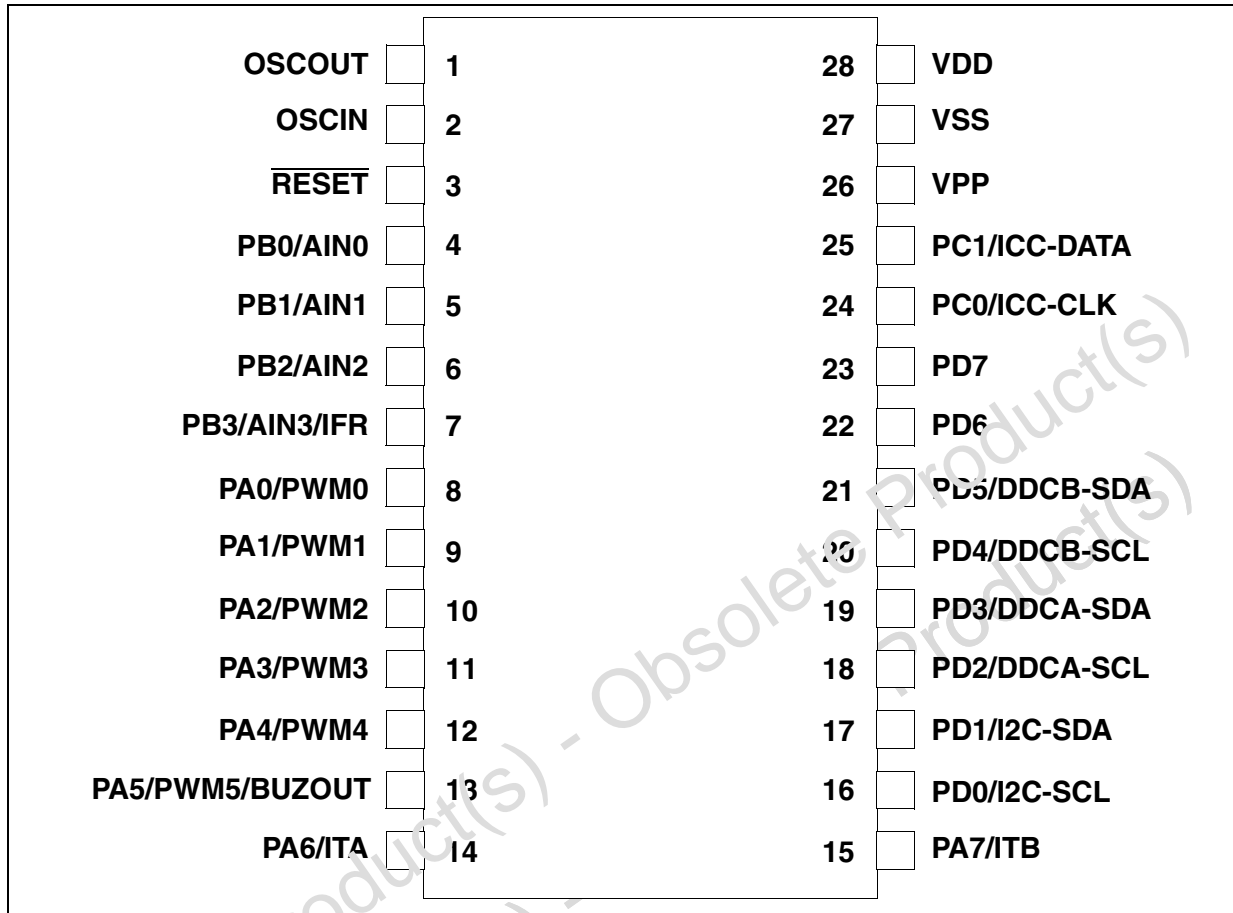 OSCOUT 1 28 VDD
OSCIN 2 27 VSS
RESET 3 26 VPP
PB0/AIN0 4 25 PC1/ICC-DATA
PB1/AIN1 5 24 PC0/ICC-CLK
PB2/AIN2 6 23 PD7
PB3/AIN3/IFR 7 22 PD6
PA0/PWM0 8 21 PD5/DDCB-SDA
PA1/PWM1 9 20 PD4/DDCB-SCL
PA2/PWM2 10 19 PD3/DDCA-SDA
PA3/PWM3 11 18 PD2/DDCA-SCL
PA4/PWM4 12 17 PD1/I2C-SDA
PA5/PWM5/BUZOUT 13 16 PD0/I2C-SCL
PA6/ITA 14 15 PA7/ITB
Product(s) - Obsolete Product(s)
Product(s)